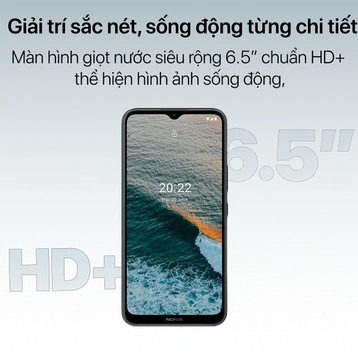 Giải trí sắc nét, sống động từng chi tiết
Màn hình giọt nước siêu rộng 6.5” chuẩn HD+
thể hiện hình ảnh sống động,
6.5”
20:22
HD+
NOKIA